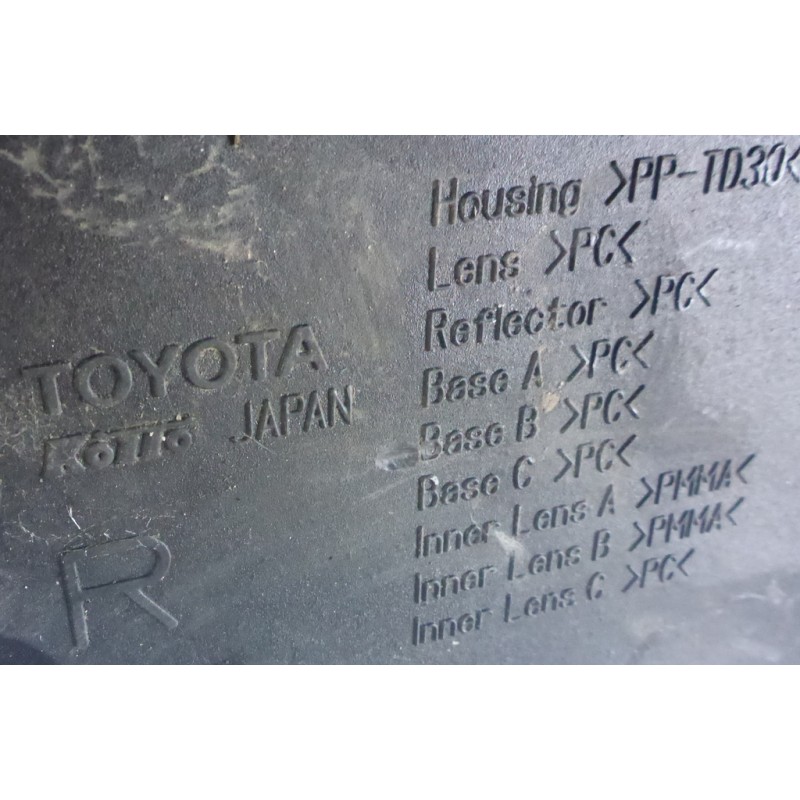 TOYOTA
KOITO JAPAN
R
Housing >PP-TD30<
Lens >PC<
Reflector >PC<
Base A >PC<
Base B >PC<
Base C >PC<
Inner Lens A >PMMA<
Inner Lens B >PMMA<
Inner Lens C >PC<